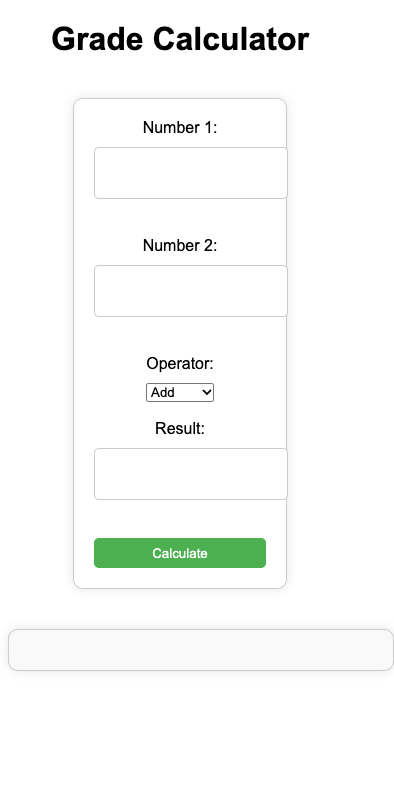 Grade Calculator
Number 1:
Number 2:
Operator:
Add
Result:
Calculate